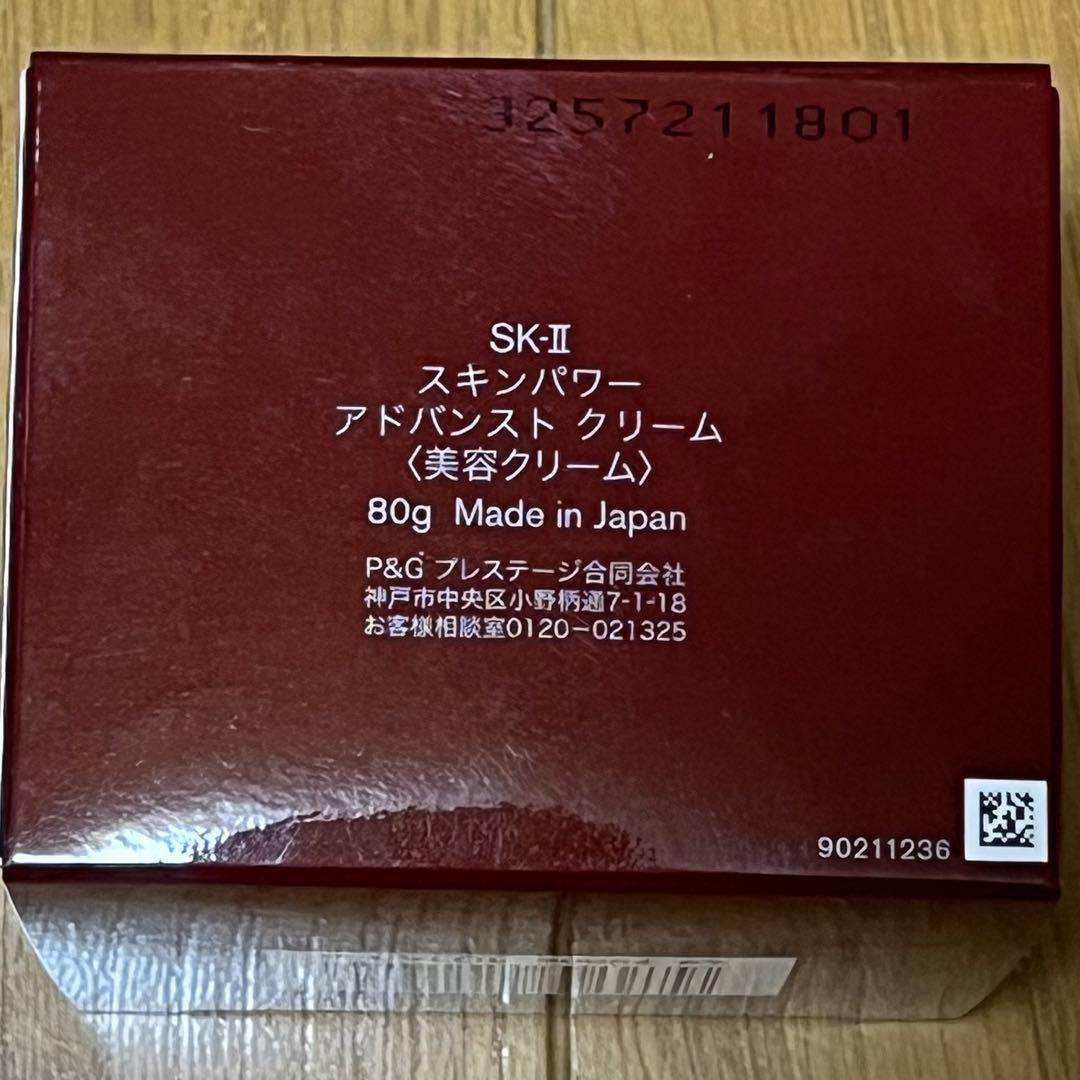 3257211801
SK-II
スキンパワー
アドバンスト クリーム
〈美容クリーム〉
80g Made in Japan
P&G プレステージ合同会社
神戸市中央区小野柄通7-1-18
お客様相談室0120-021325
90211236